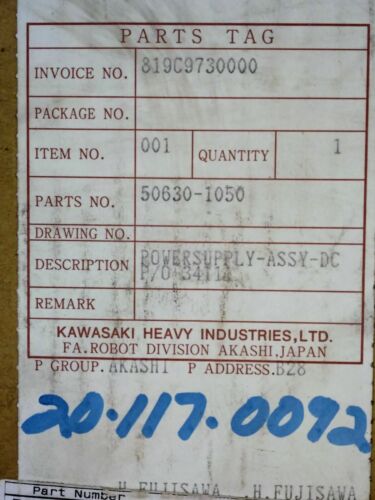 PARTS TAG
INVOICE NO. 819C9730000
PACKAGE NO.
ITEM NO. 001 QUANTITY 1
PARTS NO. 50630-1050
DRAWING NO.
DESCRIPTION POWERSUPPLY-ASSY-DC
P/O
REMARK
KAWASAKI HEAVY INDUSTRIES,LTD.
FA.ROBOT DIVISION AKASHI.JAPAN
P GROUP.AKASHI P ADDRESS.B28
20-117-0092
H.FUJISAWA H.FUJISAWA
Part Number